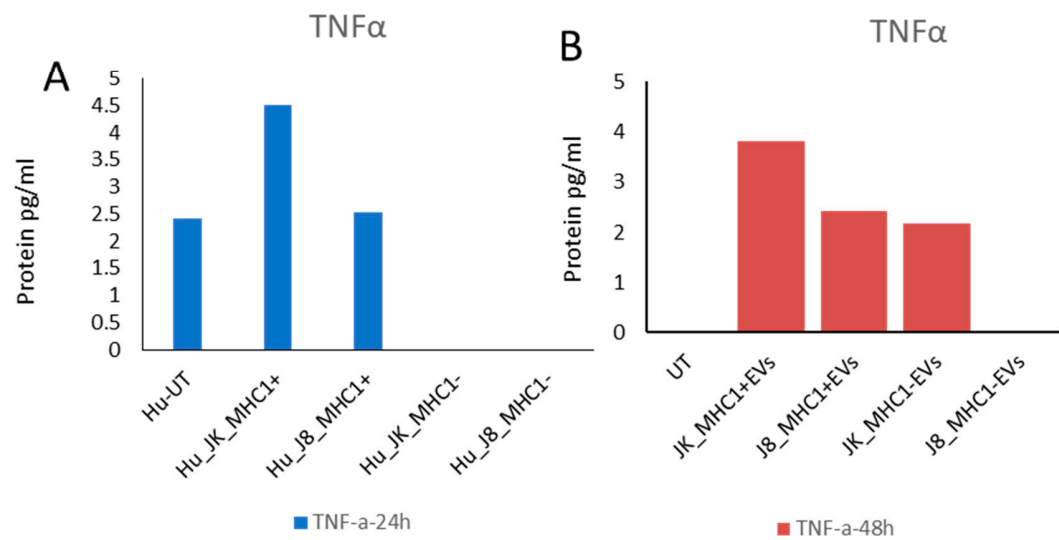 TNFα
A
Protein pg/ml
5
4.5
4
3.5
3
2.5
2
1.5
1
0.5
0
Hu-UT
Hu_JK_MHC1+
Hu_J8_MHC1+
Hu_JK_MHC1-
Hu_J8_MHC1-
TNF-a-24h
TNFα
B
Protein pg/ml
5
4
3
2
1
0
UT
JK_MHC1+EVs
J8_MHC1+EVs
JK_MHC1-EVs
J8_MHC1-EVs
TNF-a-48h